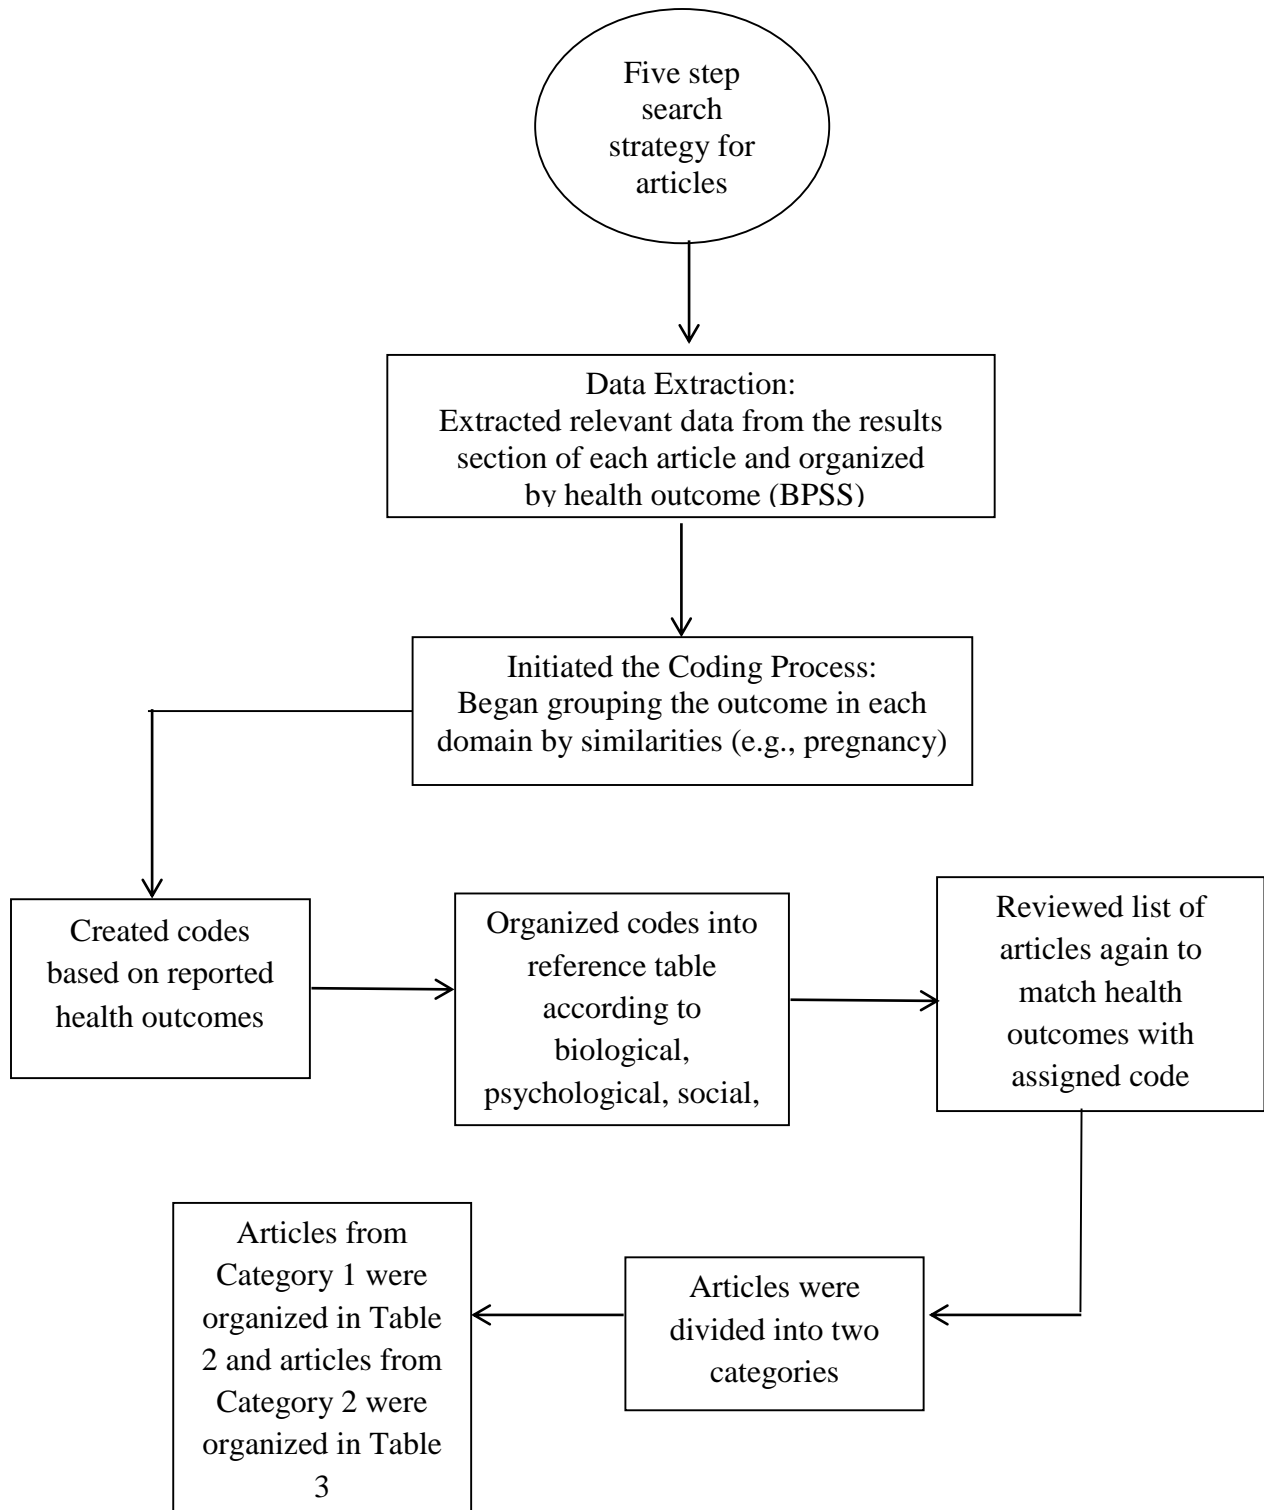 Five step
search
strategy for
articles
Data Extraction:
Extracted relevant data from the results
section of each article and organized
by health outcome (BPSS)
Initiated the Coding Process:
Began grouping the outcome in each
domain by similarities (e.g., pregnancy)
Created codes
based on reported
health outcomes
Organized codes into
reference table
according to
biological,
psychological, social,
Reviewed list of
articles again to
match health
outcomes with
assigned code
Articles were
divided into two
categories
Articles from
Category 1 were
organized in Table
2 and articles from
Category 2 were
organized in Table
3